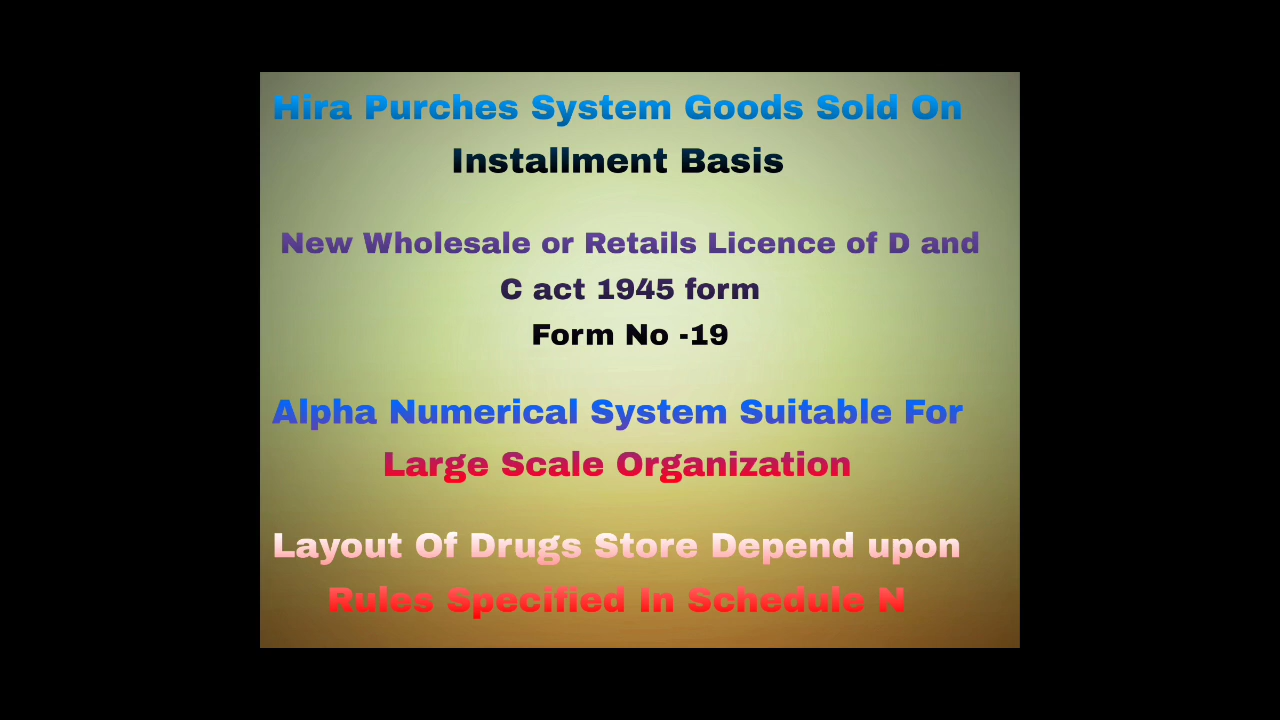 Hira Purches System Goods Sold On
Installment Basis
New Wholesale or Retails Licence of D and
C act 1945 form
Form No -19
Alpha Numerical System Suitable For
Large Scale Organization
Layout Of Drugs Store Depend upon
Rules Specified In Schedule N